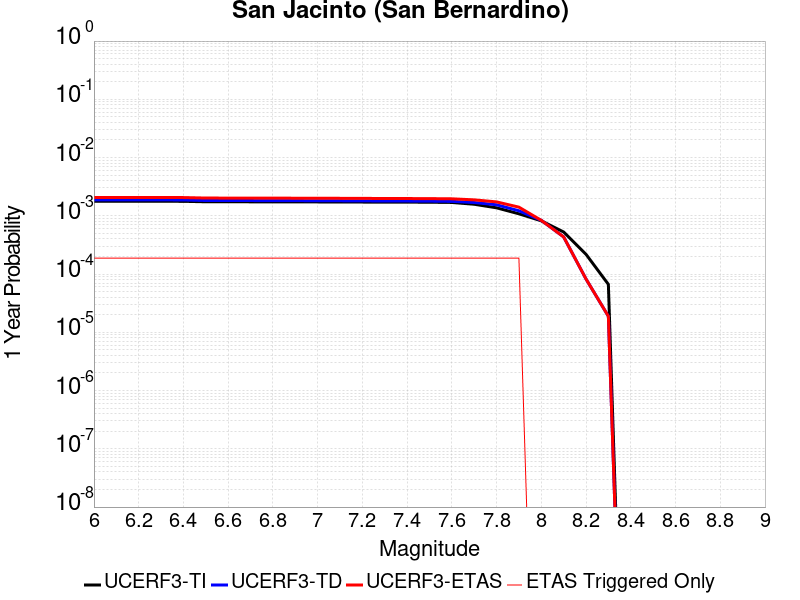 San Jacinto (San Bernardino)
10^0
10^-1
10^-2
10^-3
10^-4
10^-5
10^-6
10^-7
10^-8
1 Year Probability
6 6.2 6.4 6.6 6.8 7 7.2 7.4 7.6 7.8 8 8.2 8.4 8.6 8.8 9
Magnitude
UCERF3-TI UCERF3-TD UCERF3-ETAS ETAS Triggered Only